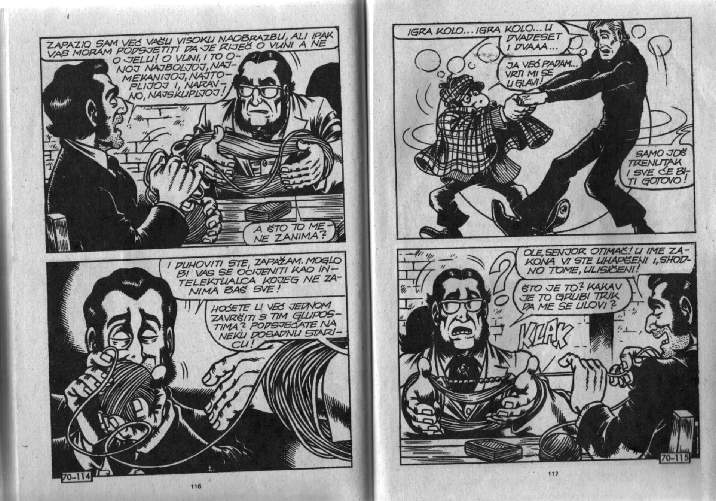 ZAPAZIO SAM VEĆ VAŠU VISOKU NAOBRAZBU, ALI IPAK
VAS MORAM PODSJETITI DA JE RIJEČ O VUNI A NE
O JELU! O VUNI, I TO O-
NOJ NAJBOLJOJ, NAJ-
MEKANIJOJ, NAJTO-
PLIJOJ I, NARAV-
NO, NAJSKUPLJOJ!
A ŠTO TO ME-
NE ZANIMA?
I DUHOVITI STE, ZAPAŽAM. MOGLO
BI VAS SE OCIJENITI KAO IN-
TELEKTUALCA KOJEG NE ZA-
NIMA BAŠ SVE!
HOĆETE LI VEĆ JEDNOM
ZAVRŠITI S TIM GLUPOS-
TIMA? PODSJEĆATE NA
NEKU DOSADNU STARI-
CU!
70-114
116
IGRA KOLO... IGRA KOLO... U
DVADESET
I DVAAA...
JA VEĆ PADAM...
VRTI MI SE
U GLAVI!
SAMO JOŠ
TRENUTAK
I SVE ĆE BI-
TI GOTOVO!
OLE, SENJOR OTIMAČ! U IME ZA-
KONA VI STE UHAPŠENI I, SHOD-
NO TOME, ULISIČENI!
ŠTO JE TO? KAKAV
JE TO GRUBI TRIK
DA ME SE ULOVI?
?
KLAK
70-115
117